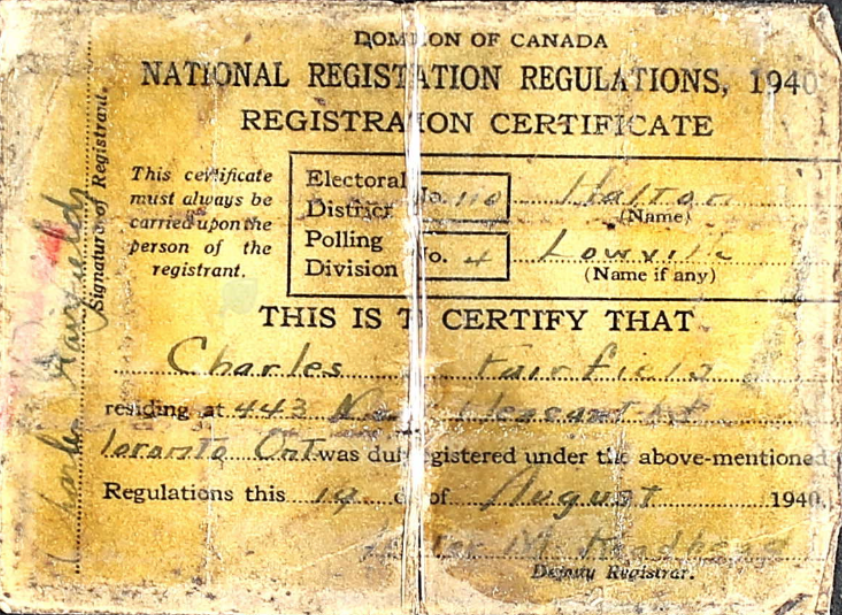 DOMINION OF CANADA
NATIONAL REGISTRATION REGULATIONS, 1940
REGISTRATION CERTIFICATE
This certificate
must always be
carried upon the
person of the
registrant.
Electoral District No. 110 Halton
(Name)
Polling Division No. 4 Lowville
(Name if any)
THIS IS TO CERTIFY THAT
Charles Fairfield
residing at 443
Toronto Ont was duly registered under the above-mentioned
Regulations this 19 day of August 1940.
Deputy Registrar.
Charles Fairfield
Signature of Registrant.